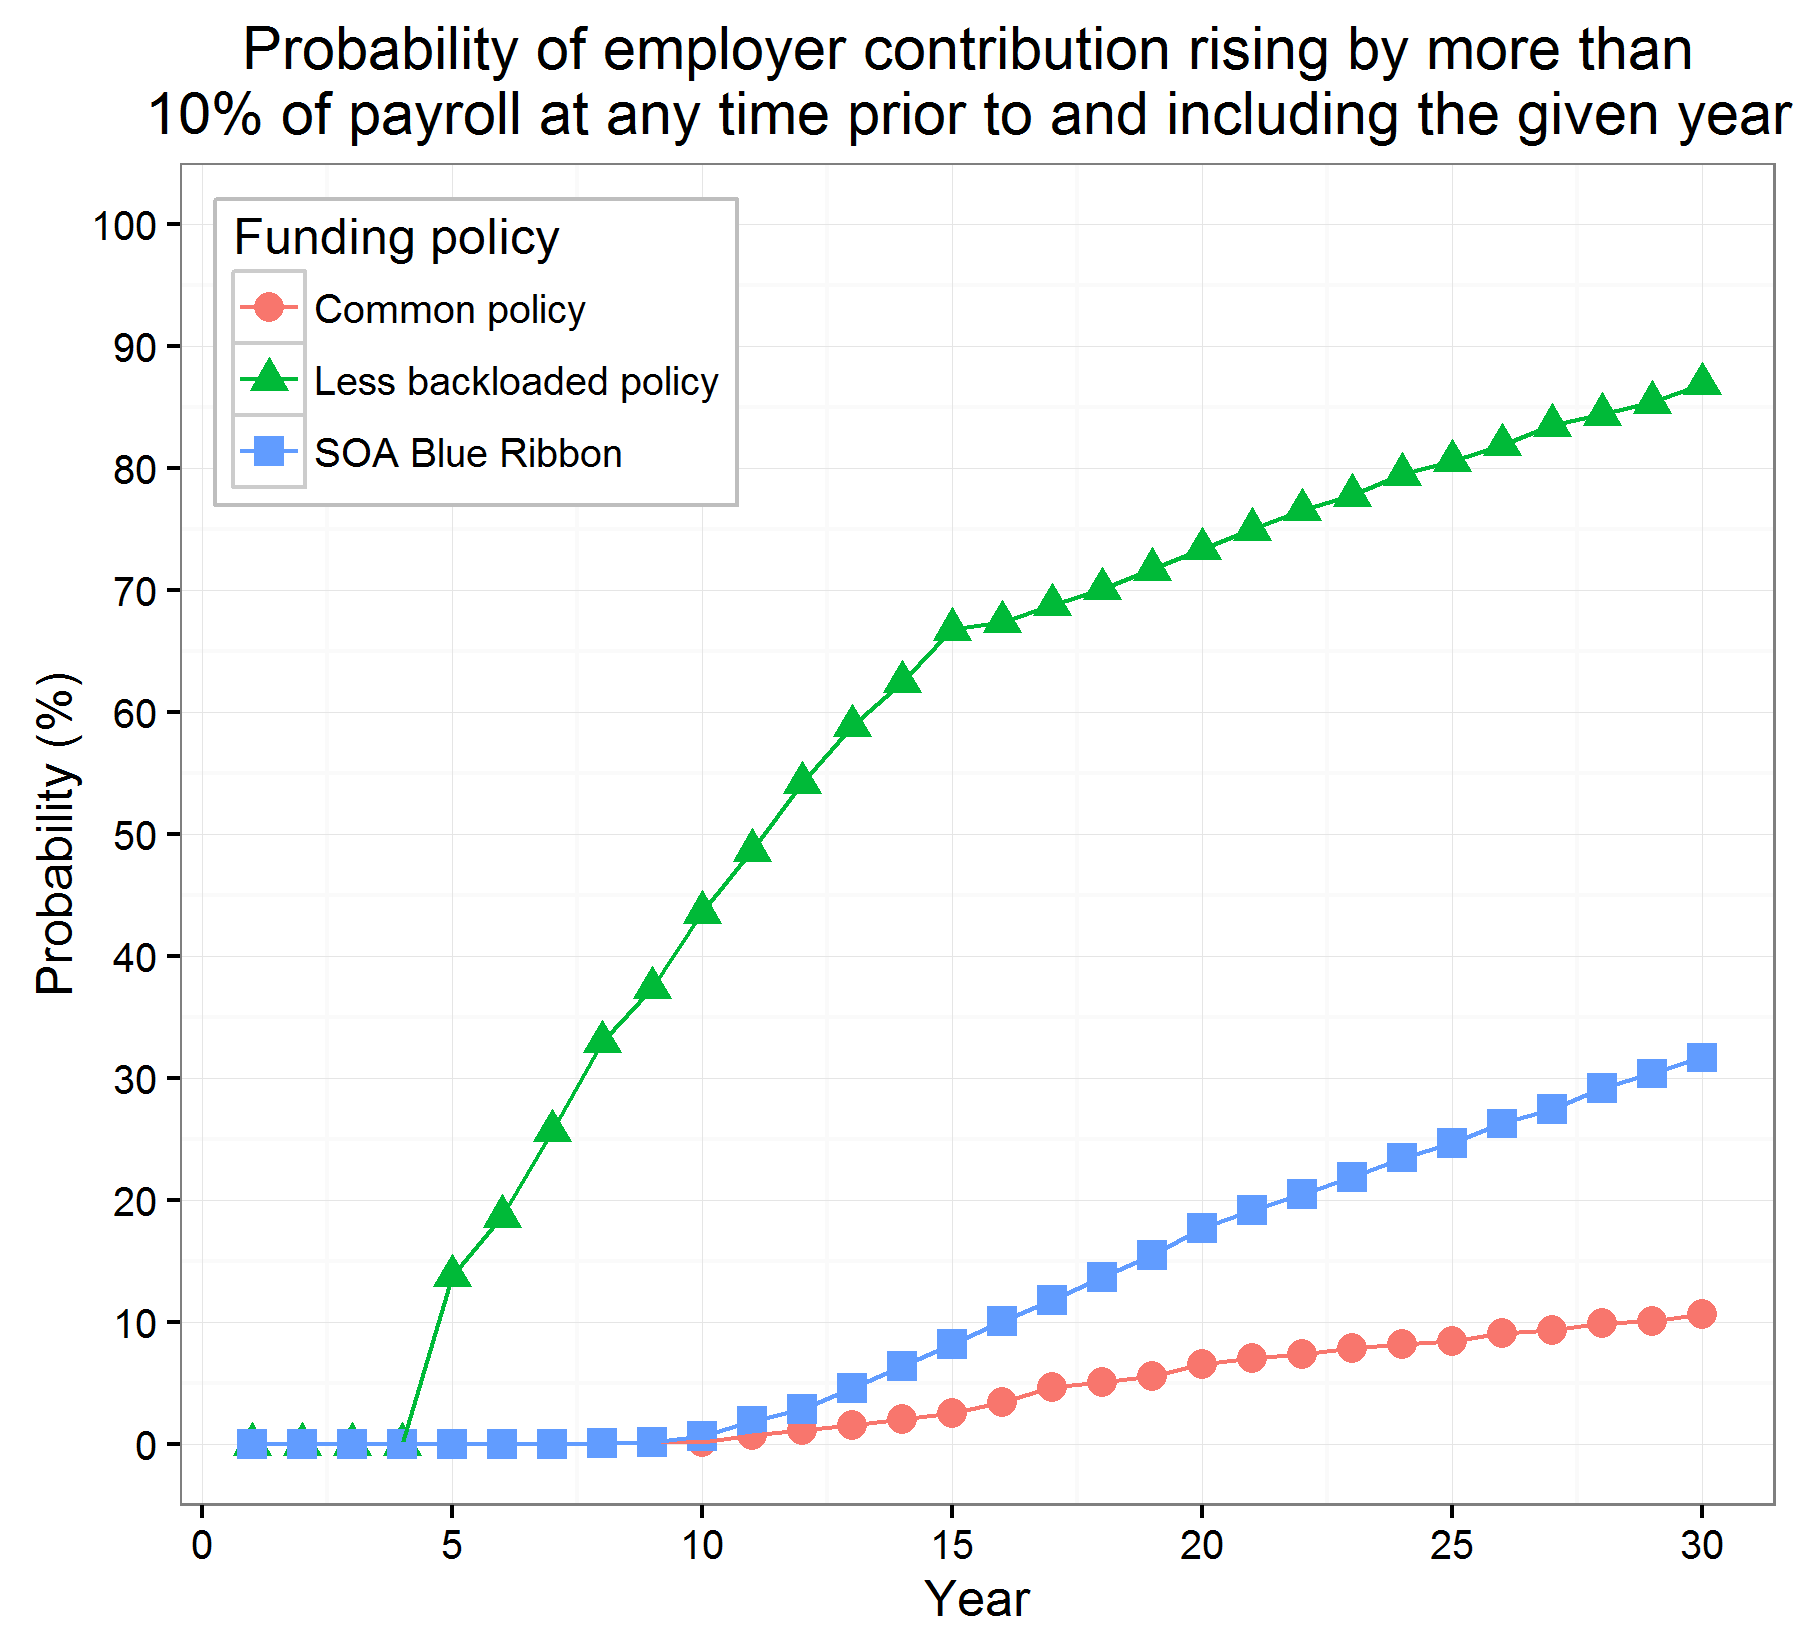 Probability of employer contribution rising by more than
10% of payroll at any time prior to and including the given year
Funding policy
Common policy
Less backloaded policy
SOA Blue Ribbon
Probability (%)
100
90
80
70
60
50
40
30
20
10
0
0 5 10 15 20 25 30
Year